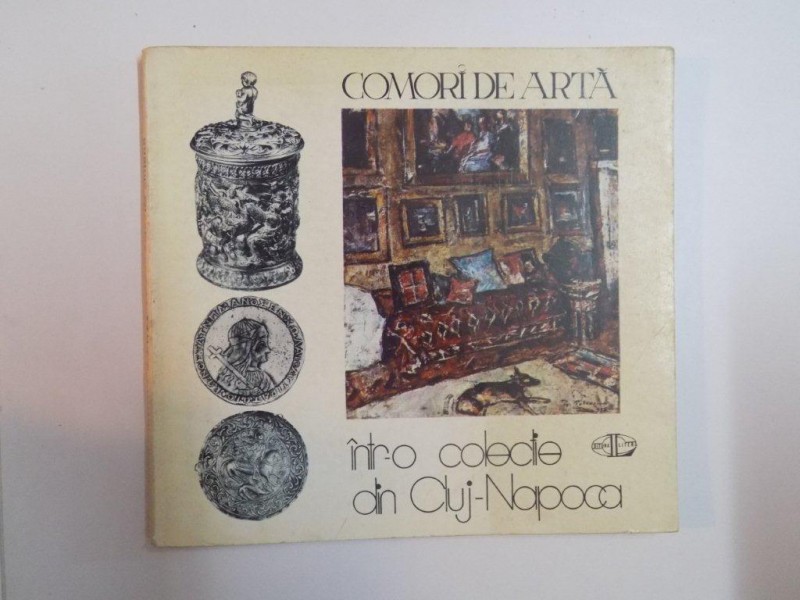 COMORI DE ARTĂ
într-o colecție
din Cluj-Napoca